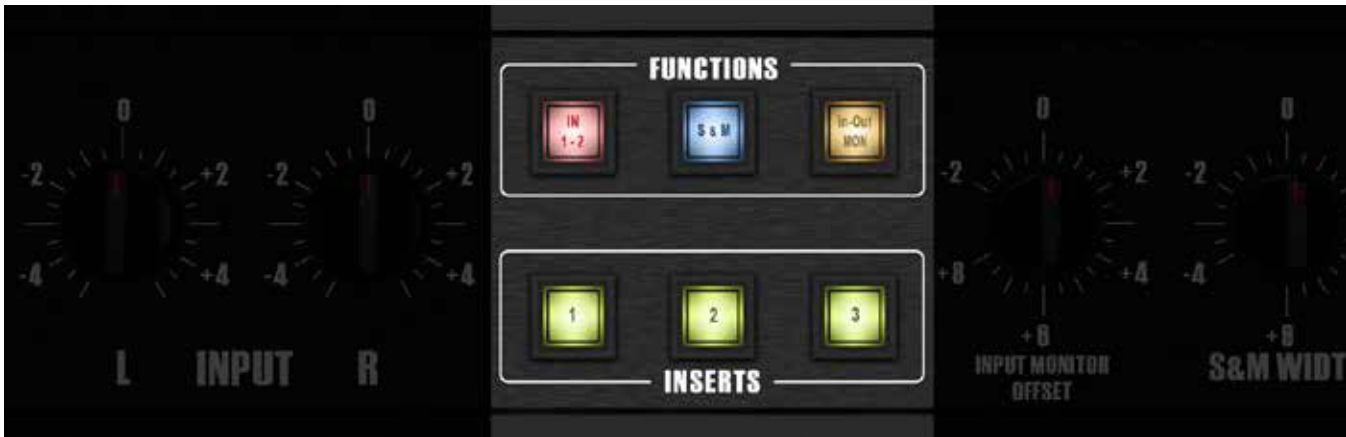 FUNCTIONS
IN
1-2
S & M
In-Out
MON
1
2
3
INSERTS
0
-2
+2
-4
+4
L
INPUT
0
-2
+2
-4
+4
R
0
-2
+2
+8
+4
+6
INPUT MONITOR
OFFSET
0
-2
-4
+8
S&M WIDT